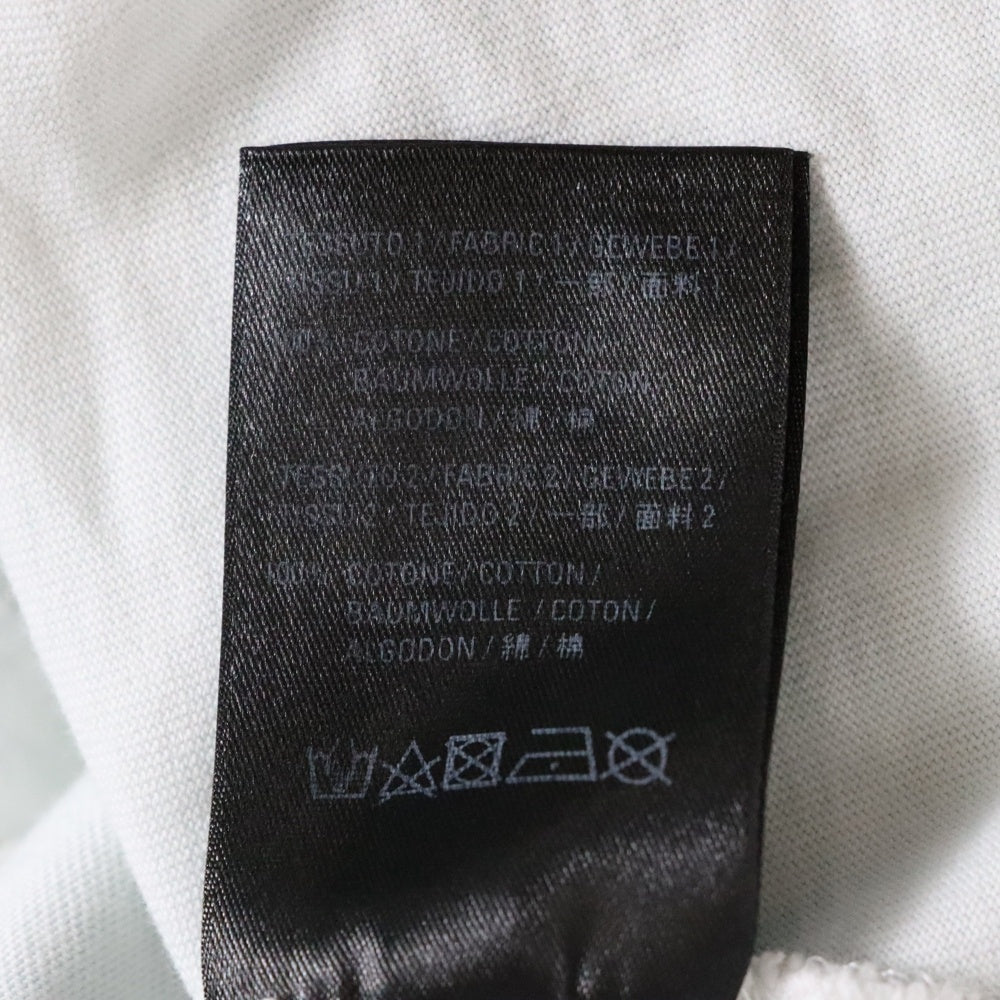 TESSUTO 1 / FABRIC 1 / GEWEBE 1 /
TISSU 1 / TEJIDO 1 / 一部 / 面料 1
100% COTONE / COTTON /
BAUMWOLLE / COTON /
ALGODON / 綿 / 棉
TESSUTO 2 / FABRIC 2 / GEWEBE 2 /
TISSU 2 / TEJIDO 2 / 一部 / 面料 2
100% COTONE / COTTON /
BAUMWOLLE / COTON /
ALGODON / 綿 / 棉